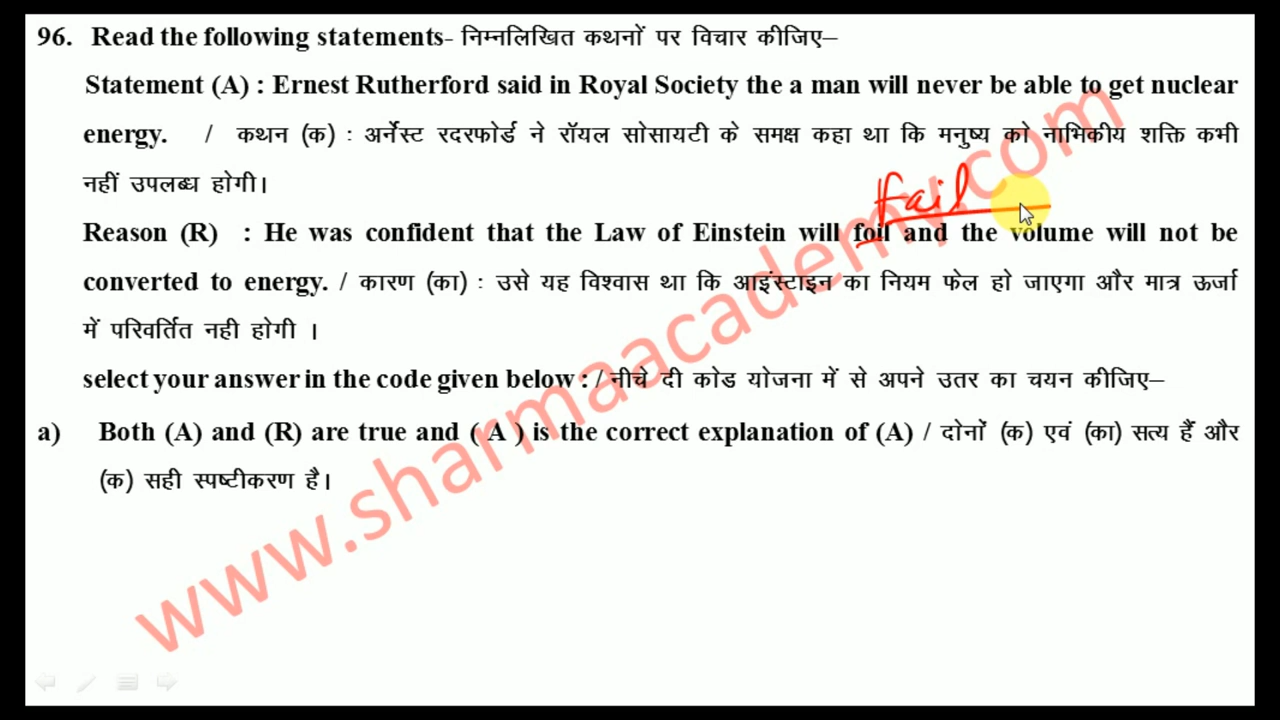 96. Read the following statements- निम्नलिखित कथनों पर विचार कीजिए–
Statement (A) : Ernest Rutherford said in Royal Society the a man will never be able to get nuclear
energy. / कथन (क) : अर्नेस्ट रदरफोर्ड ने रॉयल सोसायटी के समक्ष कहा था कि मनुष्य को नाभिकीय शक्ति कभी
नहीं उपलब्ध होगी।
fail
Reason (R) : He was confident that the Law of Einstein will foil and the volume will not be
converted to energy. / कारण (का) : उसे यह विश्वास था कि आइंस्टाइन का नियम फेल हो जाएगा और मात्र ऊर्जा
में परिवर्तित नही होगी ।
select your answer in the code given below : / नीचे दी कोड योजना में से अपने उतर का चयन कीजिए–
a) Both (A) and (R) are true and ( A ) is the correct explanation of (A) / दोनों (क) एवं (का) सत्य हैं और
(क) सही स्पष्टीकरण है।
www.sharmaacademy.com